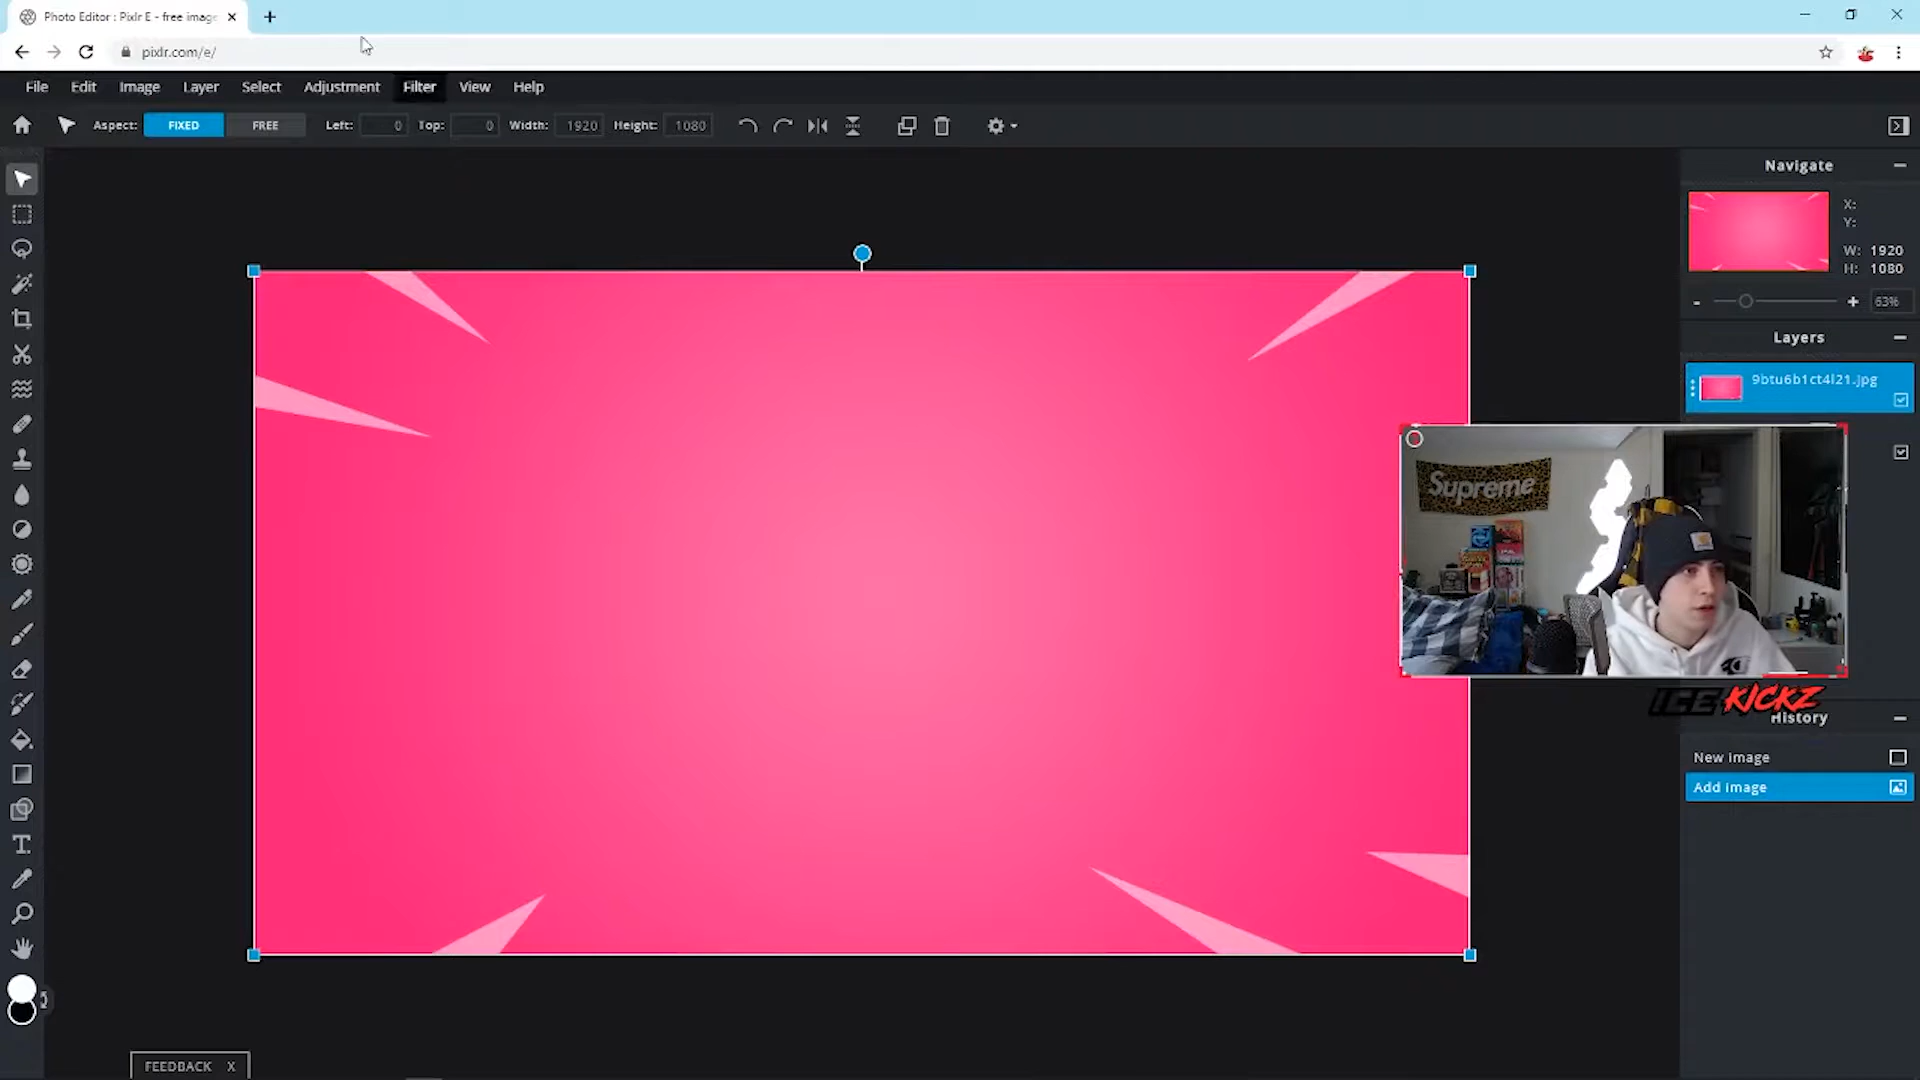 Photo Editor : Pixlr E - free imag
pixlr.com/e/
File Edit Image Layer Select Adjustment Filter View Help
Aspect: FIXED FREE Left: 0 Top: 0 Width: 1920 Height: 1080
Navigate
X:
Y:
W: 1920
H: 1080
- + 63%
Layers
9btu6b1ct4l21.jpg
Supreme
ICE KICKZ
History
New image
Add image
T
FEEDBACK X